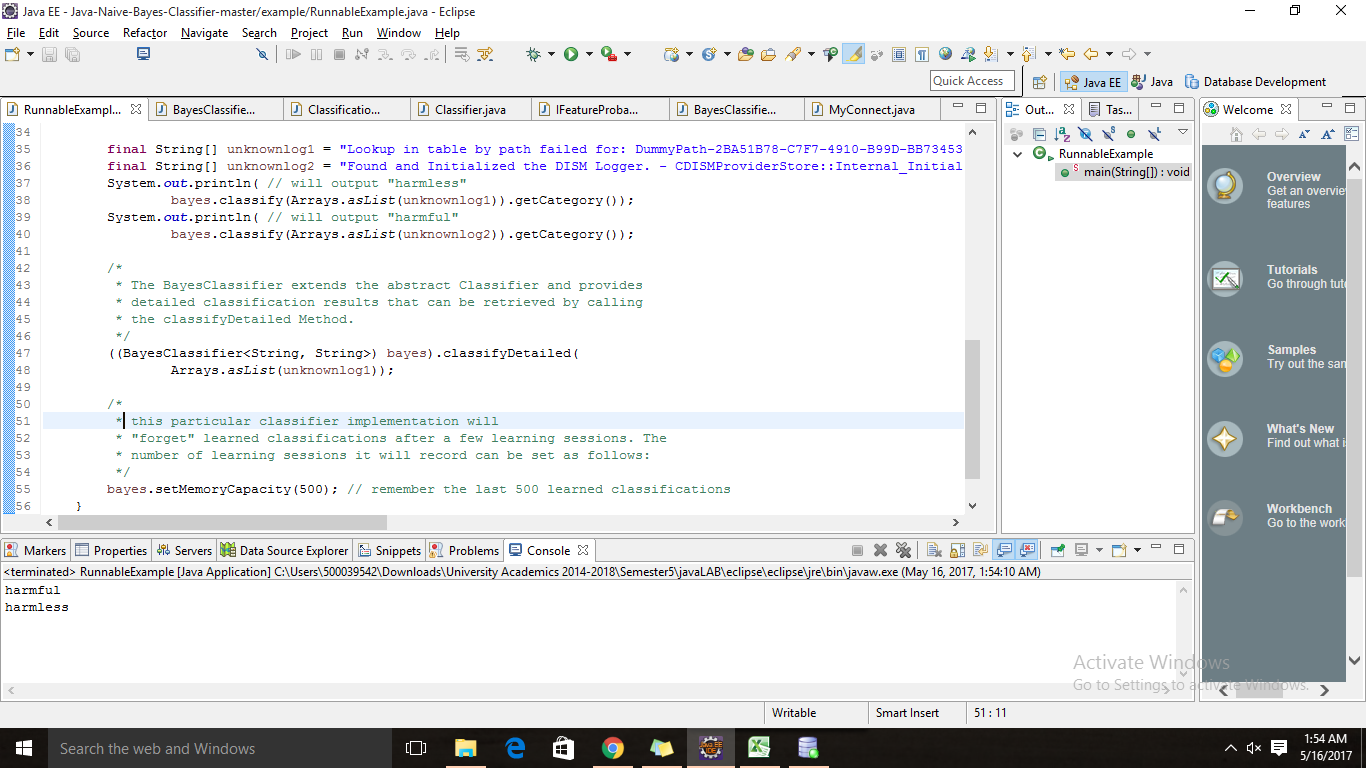 Java EE - Java-Naive-Bayes-Classifier-master/example/RunnableExample.java - Eclipse
File Edit Source Refactor Navigate Search Project Run Window Help
Quick Access
Java EE Java Database Development
RunnableExampl... BayesClassifie... Classificatio... Classifier.java IFeatureProba... BayesClassifie... MyConnect.java
34
35 final String[] unknownlog1 = "Lookup in table by path failed for: DummyPath-2BA51B78-C7F7-4910-B99D-BB73453
36 final String[] unknownlog2 = "Found and Initialized the DISM Logger. - CDISMProviderStore::Internal_Initial
37 System.out.println( // will output "harmless"
38 bayes.classify(Arrays.asList(unknownlog1)).getCategory());
39 System.out.println( // will output "harmful"
40 bayes.classify(Arrays.asList(unknownlog2)).getCategory());
41
42 /*
43 * The BayesClassifier extends the abstract Classifier and provides
44 * detailed classification results that can be retrieved by calling
45 * the classifyDetailed Method.
46 */
47 ((BayesClassifier<String, String>) bayes).classifyDetailed(
48 Arrays.asList(unknownlog1));
49
50 /*
51 * this particular classifier implementation will
52 * "forget" learned classifications after a few learning sessions. The
53 * number of learning sessions it will record can be set as follows:
54 */
55 bayes.setMemoryCapacity(500); // remember the last 500 learned classifications
56 }
Out... Tas...
RunnableExample
main(String[]) : void
Welcome
Overview
Get an overvie
features
Tutorials
Go through tut
Samples
Try out the sam
What's New
Find out what i
Workbench
Go to the work
Markers Properties Servers Data Source Explorer Snippets Problems Console
<terminated> RunnableExample [Java Application] C:\Users\500039542\Downloads\University Academics 2014-2018\Semester5\javaLAB\eclipse\eclipse\jre\bin\javaw.exe (May 16, 2017, 1:54:10 AM)
harmful
harmless
Activate Windows
Go to Settings to activate Windows.
Writable Smart Insert 51 : 11
Search the web and Windows
1:54 AM
5/16/2017